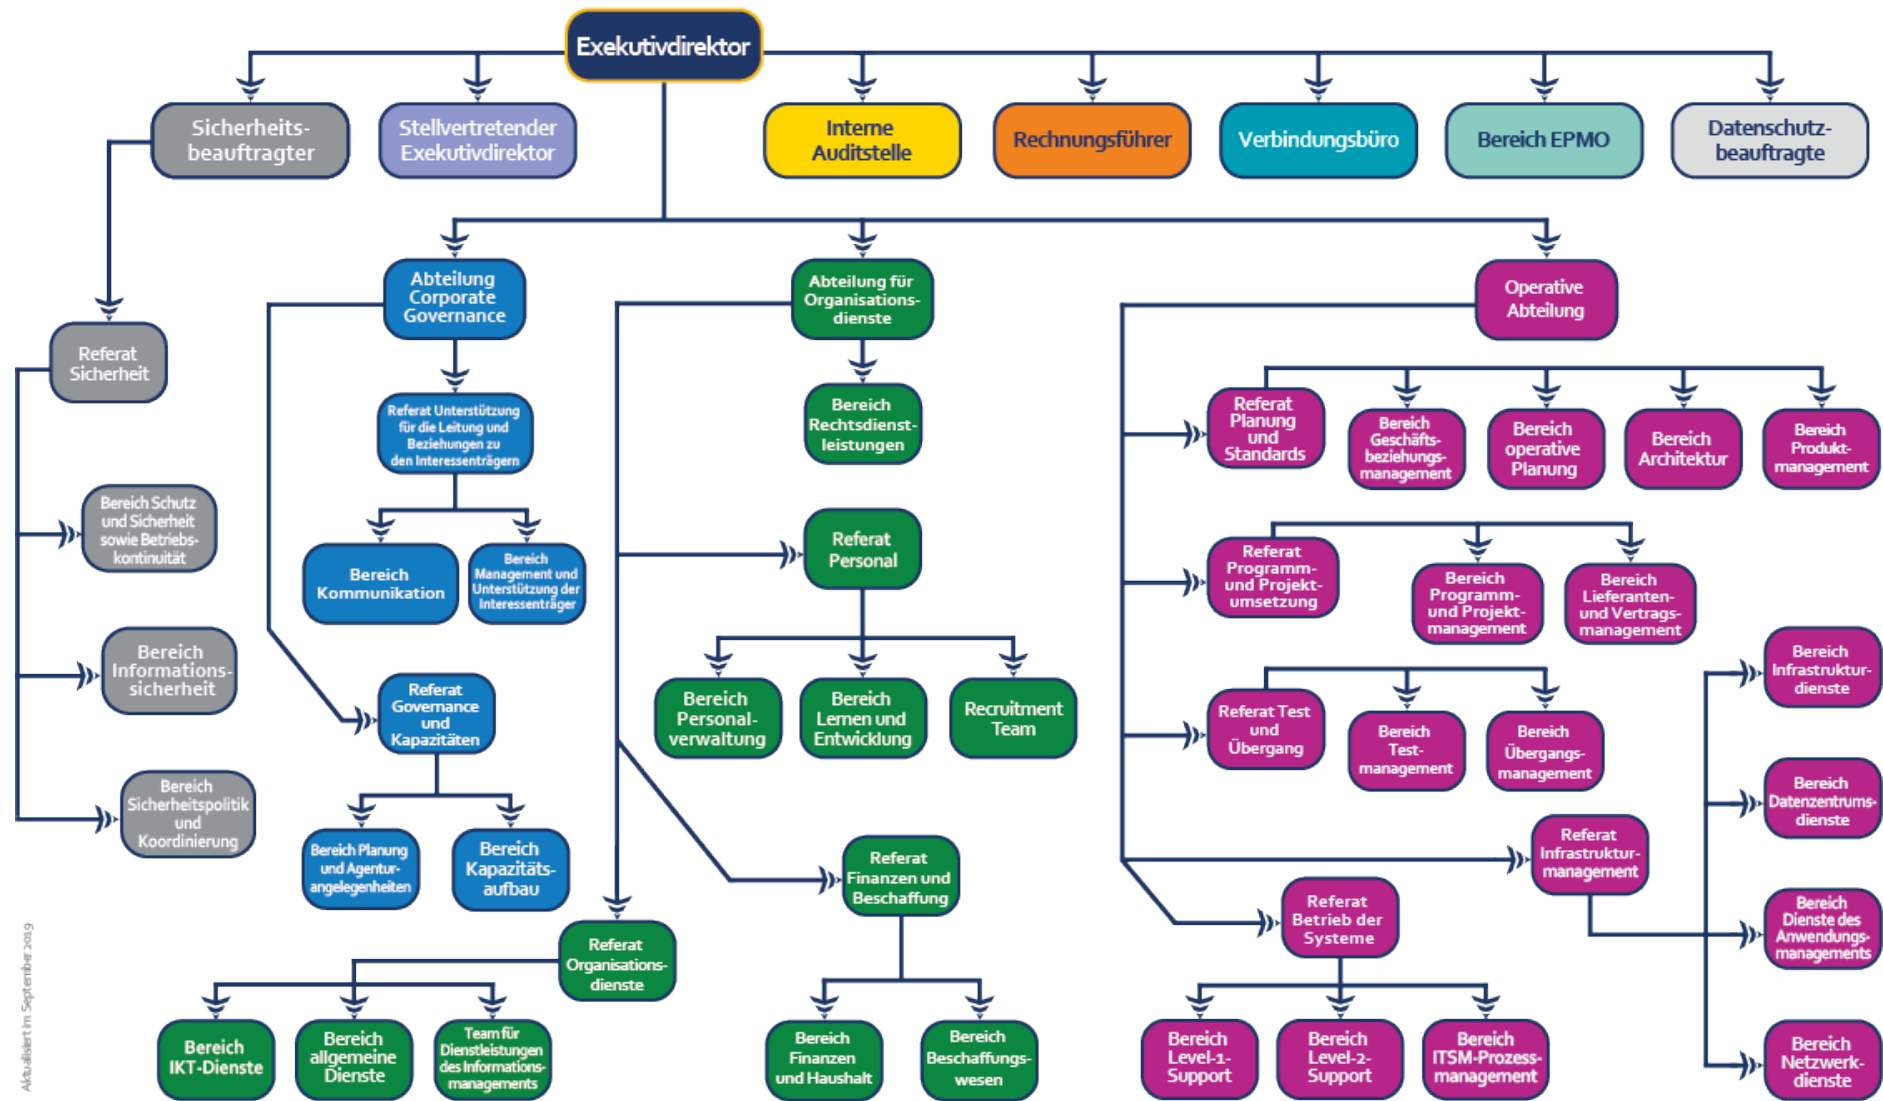 Exekutivdirektor
Sicherheits-
beauftragter
Stellvertretender
Exekutivdirektor
Interne
Auditstelle
Rechnungsführer
Verbindungsbüro
Bereich EPMO
Datenschutz-
beauftragte
Abteilung
Corporate
Governance
Abteilung für
Organisations-
dienste
Operative
Abteilung
Referat
Sicherheit
Referat Unterstützung
für die Leitung und
Beziehungen zu
den Interessenträgern
Bereich
Rechtsdienst-
leistungen
Referat
Planung
und
Standards
Bereich
Geschäfts-
beziehungs-
management
Bereich
operative
Planung
Bereich
Architektur
Bereich
Produkt-
management
Bereich Schutz
und Sicherheit
sowie Betriebs-
kontinuität
Bereich
Kommunikation
Bereich
Management und
Unterstützung der
Interessenträger
Referat
Personal
Referat
Programm-
und Projekt-
umsetzung
Bereich
Programm-
und Projekt-
management
Bereich
Lieferanten-
und Vertrags-
management
Bereich
Informations-
sicherheit
Referat
Governance
und
Kapazitäten
Bereich
Personal-
verwaltung
Bereich
Lernen und
Entwicklung
Recruitment
Team
Referat Test
und
Übergang
Bereich
Test-
management
Bereich
Übergangs-
management
Bereich
Infrastruktur-
dienste
Bereich
Sicherheitspolitik
und
Koordinierung
Bereich Planung
und Agentur-
angelegenheiten
Bereich
Kapazitäts-
aufbau
Referat
Finanzen und
Beschaffung
Referat
Infrastruktur-
management
Bereich
Datenzentrums-
dienste
Referat
Organisations-
dienste
Referat
Betrieb der
Systeme
Bereich
Dienste des
Anwendungs-
managements
Bereich
IKT-Dienste
Bereich
allgemeine
Dienste
Team für
Dienstleistungen
des Informations-
managements
Bereich
Finanzen
und Haushalt
Bereich
Beschaffungs-
wesen
Bereich
Level-1-
Support
Bereich
Level-2-
Support
Bereich
ITSM-Prozess-
management
Bereich
Netzwerk-
dienste
Aktualisiert im September 2019